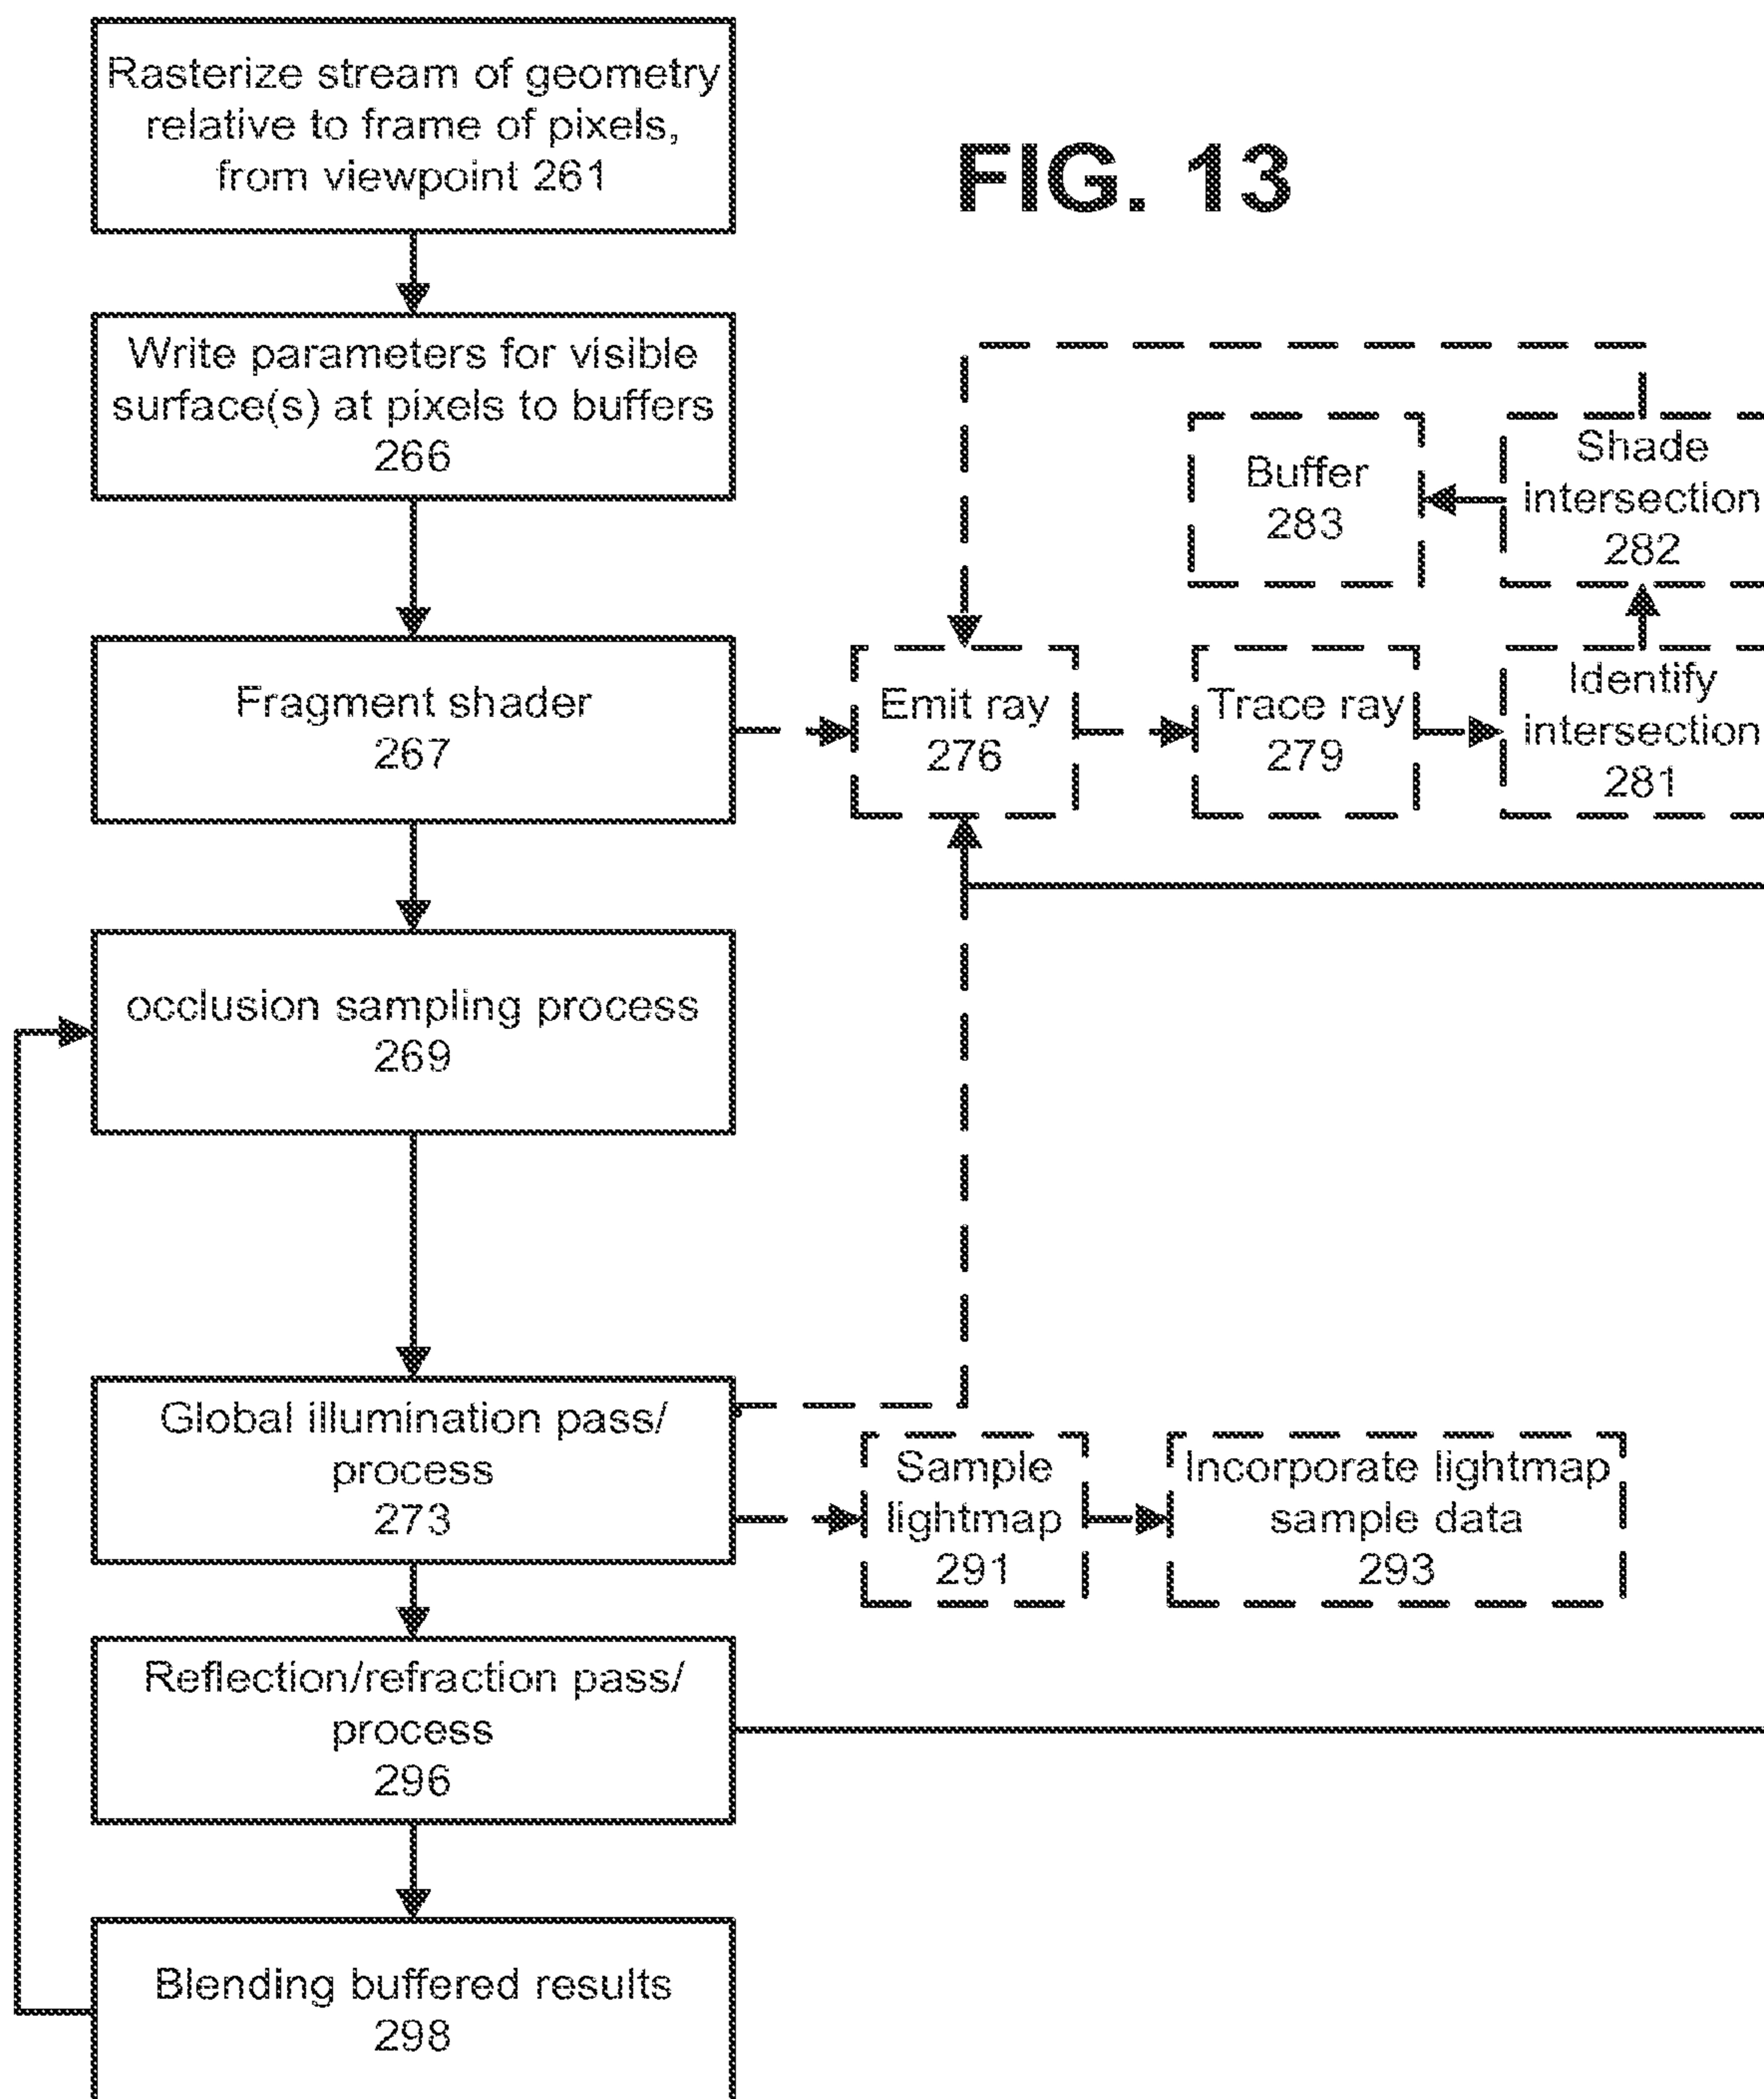 Rasterize stream of geometry
relative to frame of pixels,
from viewpoint 261
FIG. 13
Write parameters for visible
surface(s) at pixels to buffers
266
Buffer
283
Shade
intersection
282
Fragment shader
267
Emit ray
276
Trace ray
279
Identify
intersection
281
occlusion sampling process
269
Global illumination pass/
process
273
Sample
lightmap
291
Incorporate lightmap
sample data
293
Reflection/refraction pass/
process
296
Blending buffered results
298